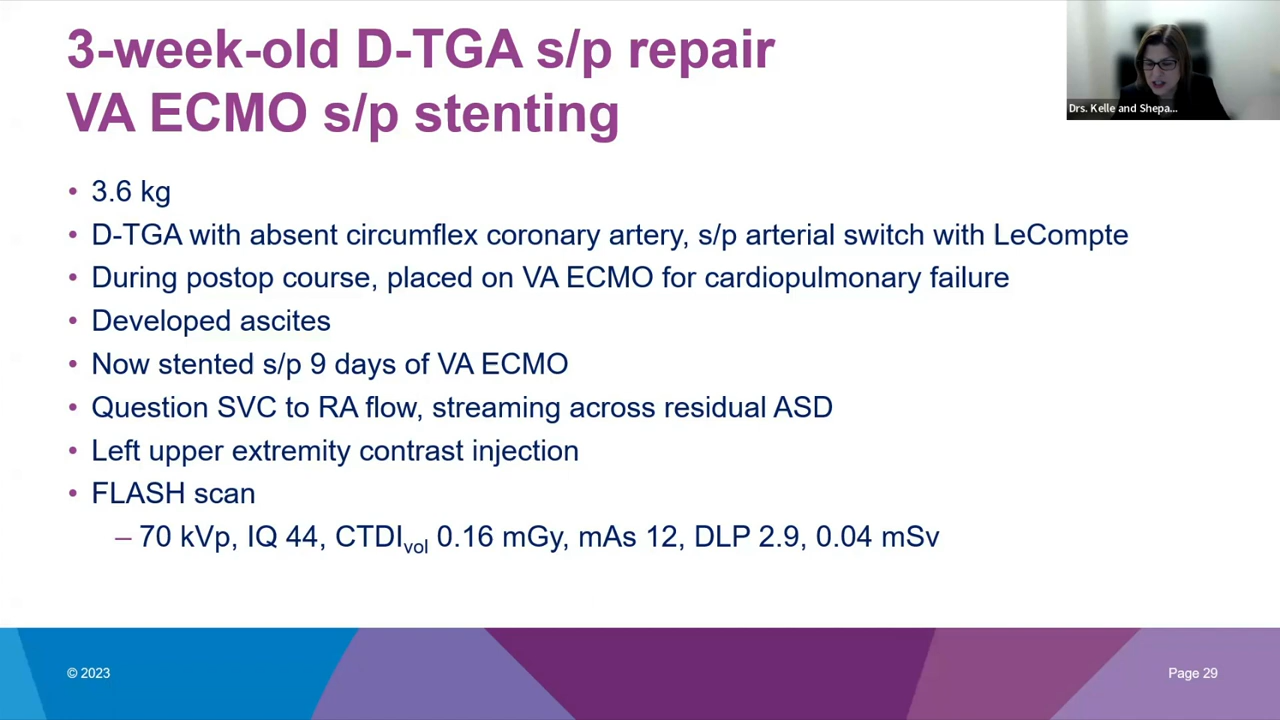 3-week-old D-TGA s/p repair
VA ECMO s/p stenting
Drs. Kelle and Shepa...
• 3.6 kg
• D-TGA with absent circumflex coronary artery, s/p arterial switch with LeCompte
• During postop course, placed on VA ECMO for cardiopulmonary failure
• Developed ascites
• Now stented s/p 9 days of VA ECMO
• Question SVC to RA flow, streaming across residual ASD
• Left upper extremity contrast injection
• FLASH scan
– 70 kVp, IQ 44, CTDIvol 0.16 mGy, mAs 12, DLP 2.9, 0.04 mSv
© 2023
Page 29